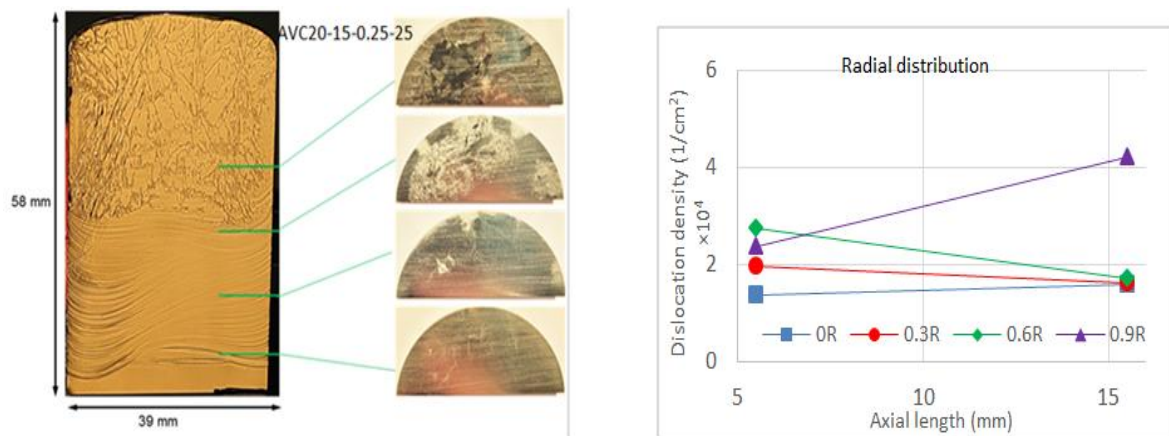 AVC20-15-0.25-25
58 mm
39 mm
Radial distribution
Dislocation density (1/cm²)
×10⁴
6
4
2
0
0R
0.3R
0.6R
0.9R
5
10
15
Axial length (mm)